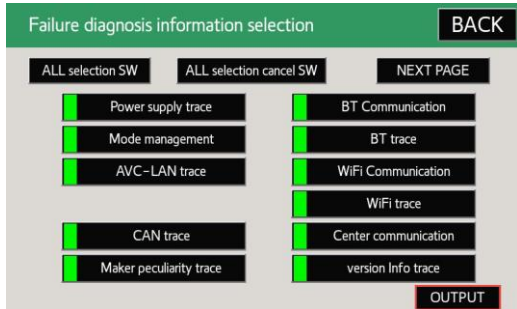 Failure diagnosis information selection
BACK
ALL selection SW
ALL selection cancel SW
NEXT PAGE
Power supply trace
BT Communication
Mode management
BT trace
AVC-LAN trace
WiFi Communication
WiFi trace
CAN trace
Center communication
Maker peculiarity trace
version Info trace
OUTPUT